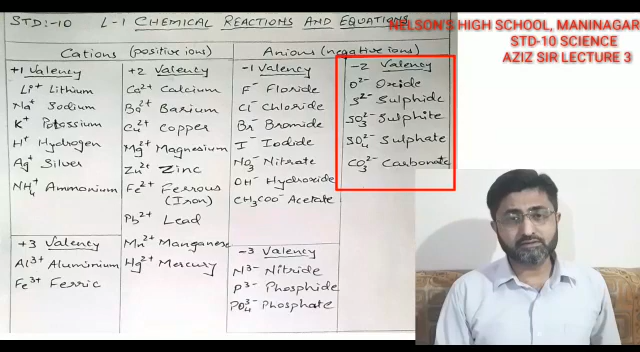 STD:-10 L-1 CHEMICAL REACTIONS AND EQUATIONS
NELSON'S HIGH SCHOOL, MANINAGAR
STD-10 SCIENCE
AZIZ SIR LECTURE 3
Cations (positive ions)
+1 Valency
Li⁺ Lithium
Na⁺ Sodium
K⁺ Potassium
H⁺ Hydrogen
Ag⁺ Silver
NH₄⁺ Ammonium
+3 Valency
Al³⁺ Aluminium
Fe³⁺ Ferric
+2 Valency
Ca²⁺ Calcium
Ba²⁺ Barium
Cu²⁺ Copper
Mg²⁺ Magnesium
Zn²⁺ Zinc
Fe²⁺ Ferrous
(Iron)
Pb²⁺ Lead
Mn²⁺ Manganese
Hg²⁺ Mercury
Anions (negative ions)
-1 Valency
F⁻ Floride
Cl⁻ Chloride
Br⁻ Bromide
I⁻ Iodide
NO₃⁻ Nitrate
OH⁻ Hydroxide
CH₃COO⁻ Acetate
-3 Valency
N³⁻ Nitride
P³⁻ Phosphide
PO₄³⁻ Phosphate
-2 Valency
O²⁻ Oxide
S²⁻ Sulphide
SO₃²⁻ Sulphite
SO₄²⁻ Sulphate
CO₃²⁻ Carbonate